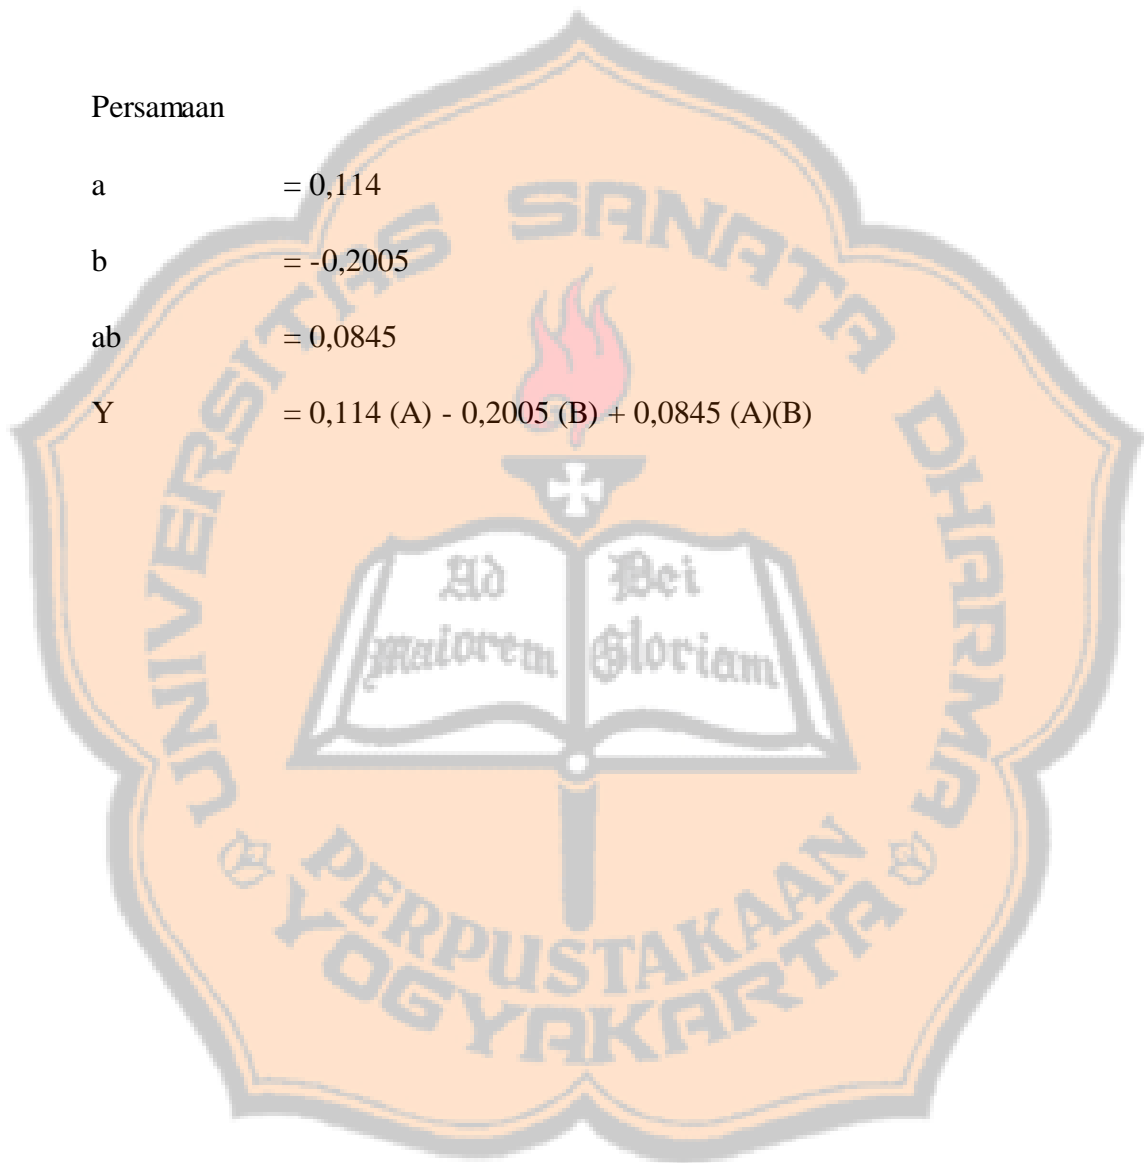 Persamaan
a = 0,114
b = -0,2005
ab = 0,0845
Y = 0,114 (A) - 0,2005 (B) + 0,0845 (A)(B)
UNIVERSITAS SANATA DHARMA
Ad Dei
Maiorem Gloriam
PERPUSTAKAAN
YOGYAKARTA